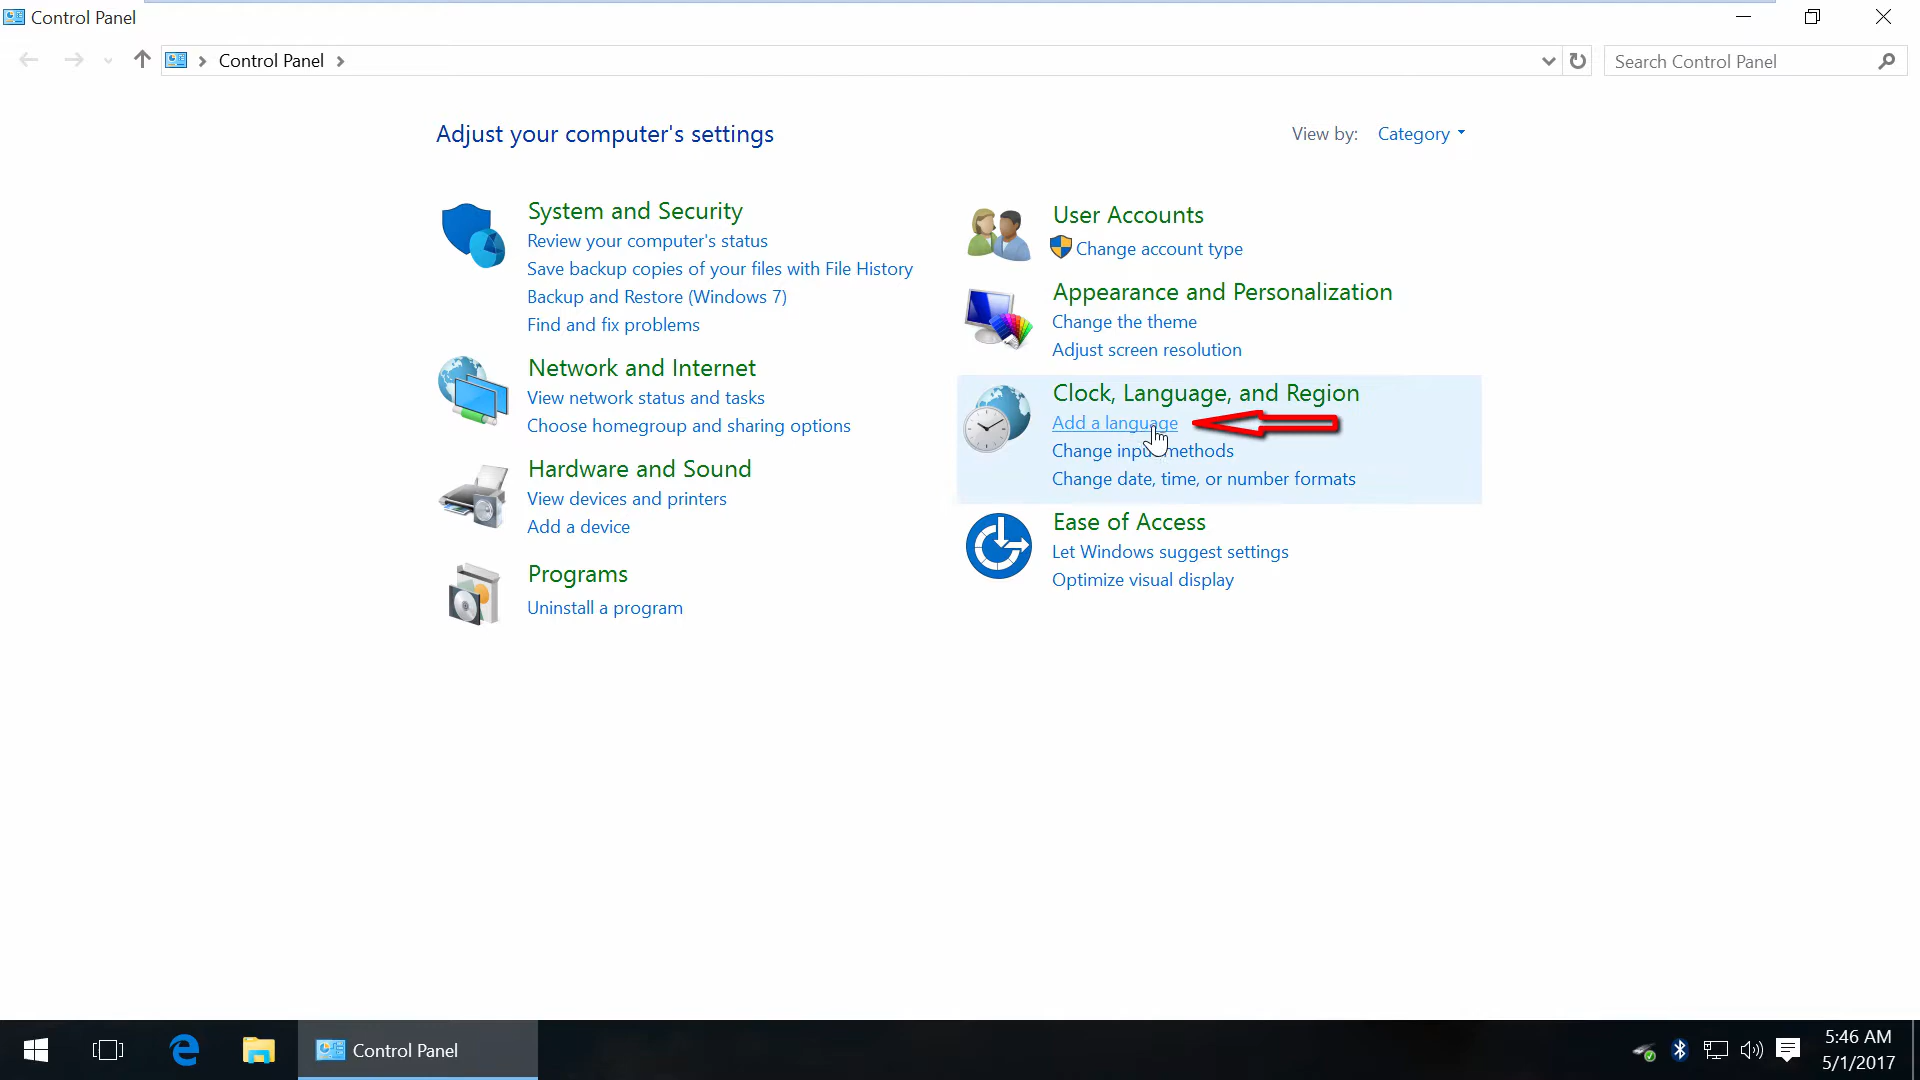 Control Panel
Control Panel
Search Control Panel
Adjust your computer's settings
View by: Category
System and Security
Review your computer's status
Save backup copies of your files with File History
Backup and Restore (Windows 7)
Find and fix problems
Network and Internet
View network status and tasks
Choose homegroup and sharing options
Hardware and Sound
View devices and printers
Add a device
Programs
Uninstall a program
User Accounts
Change account type
Appearance and Personalization
Change the theme
Adjust screen resolution
Clock, Language, and Region
Add a language
Change input methods
Change date, time, or number formats
Ease of Access
Let Windows suggest settings
Optimize visual display
Control Panel
5:46 AM
5/1/2017